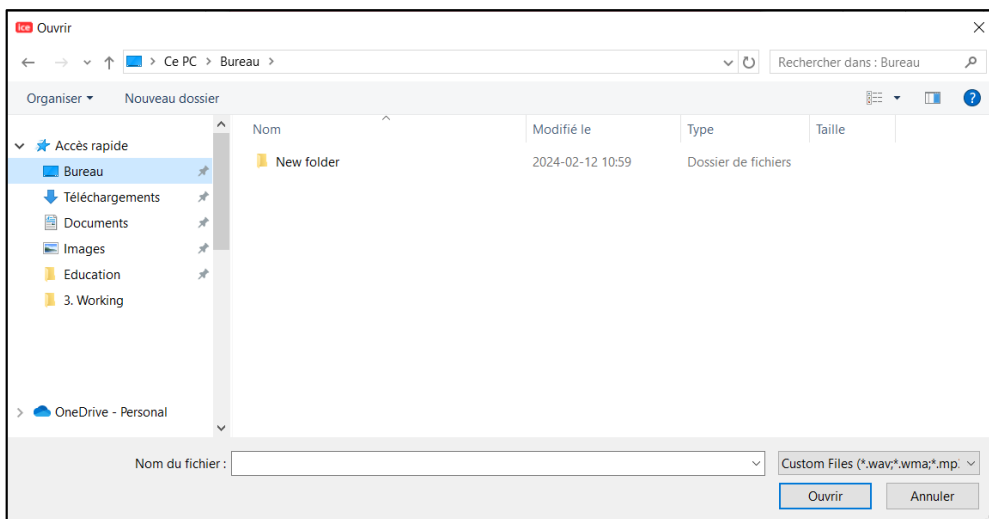 ice Ouvrir
Ce PC > Bureau >
Rechercher dans : Bureau
Organiser
Nouveau dossier
Nom
Modifié le
Type
Taille
Accès rapide
Bureau
Téléchargements
Documents
Images
Education
3. Working
OneDrive - Personal
New folder
2024-02-12 10:59
Dossier de fichiers
Nom du fichier :
Custom Files (*.wav;*.wma;*.mp
Ouvrir
Annuler